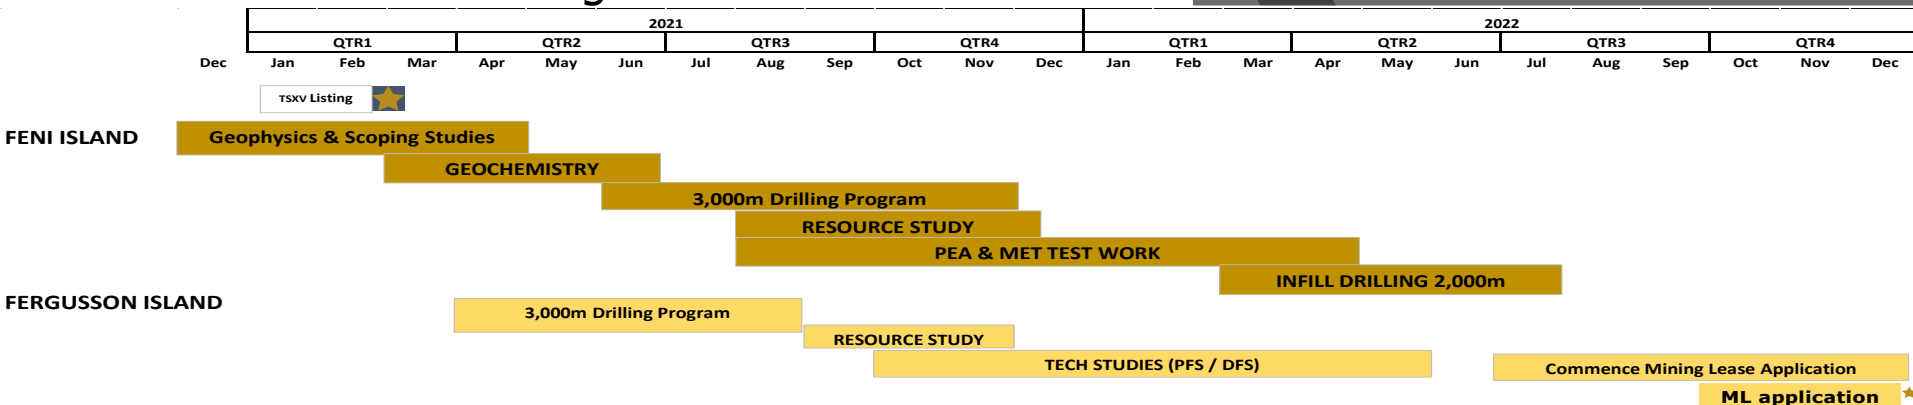 2021 2022
QTR1 QTR2 QTR3 QTR4 QTR1 QTR2 QTR3 QTR4
Dec Jan Feb Mar Apr May Jun Jul Aug Sep Oct Nov Dec Jan Feb Mar Apr May Jun Jul Aug Sep Oct Nov Dec
TSXV Listing
FENI ISLAND Geophysics & Scoping Studies
GEOCHEMISTRY
3,000m Drilling Program
RESOURCE STUDY
PEA & MET TEST WORK
INFILL DRILLING 2,000m
FERGUSSON ISLAND
3,000m Drilling Program
RESOURCE STUDY
TECH STUDIES (PFS / DFS)
Commence Mining Lease Application
ML application